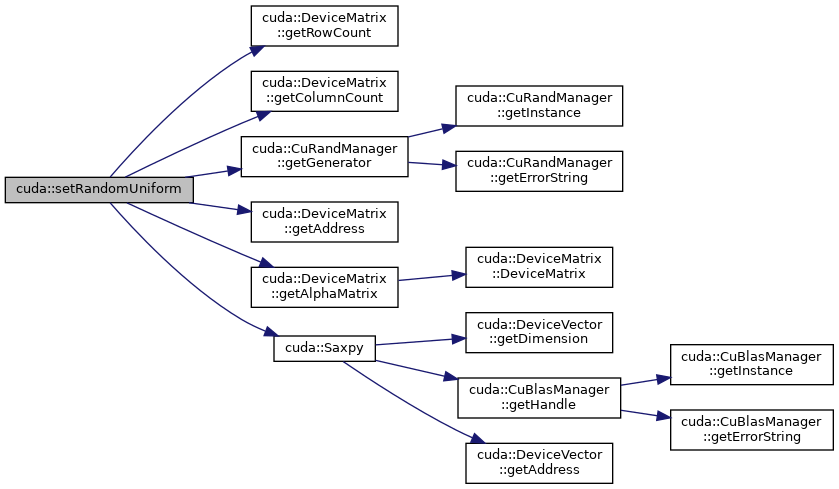 cuda::DeviceMatrix
::getRowCount
cuda::DeviceMatrix
::getColumnCount
cuda::CuRandManager
::getInstance
cuda::CuRandManager
::getGenerator
cuda::CuRandManager
::getErrorString
cuda::setRandomUniform
cuda::DeviceMatrix
::getAddress
cuda::DeviceMatrix
::getAlphaMatrix
cuda::DeviceMatrix
::DeviceMatrix
cuda::Saxpy
cuda::DeviceVector
::getDimension
cuda::CuBlasManager
::getHandle
cuda::CuBlasManager
::getInstance
cuda::CuBlasManager
::getErrorString
cuda::DeviceVector
::getAddress